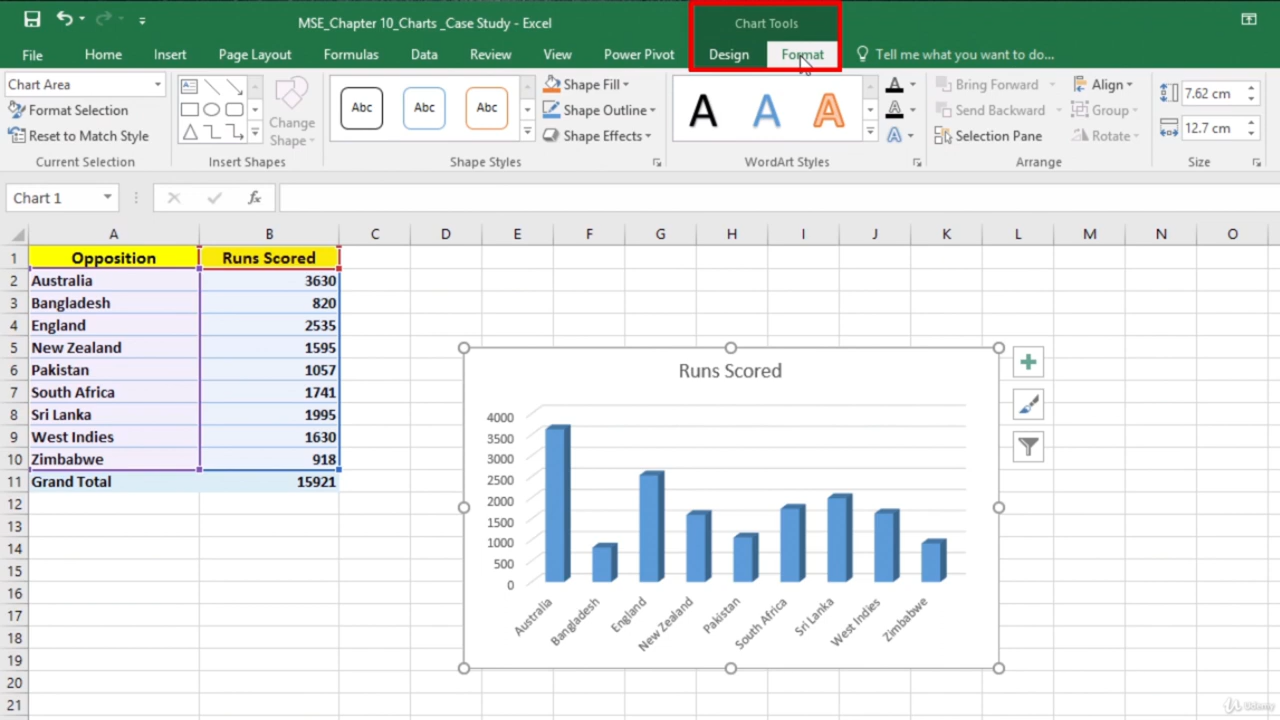 MSE_Chapter 10_Charts _Case Study - Excel
Chart Tools
File Home Insert Page Layout Formulas Data Review View Power Pivot Design Format Tell me what you want to do...
Chart Area
Format Selection
Reset to Match Style
Current Selection
Change
Shape
Insert Shapes
Abc Abc Abc
Shape Fill
Shape Outline
Shape Effects
Shape Styles
A A A
A
A
A
WordArt Styles
Bring Forward
Send Backward
Selection Pane
Align
Group
Rotate
Arrange
7.62 cm
12.7 cm
Size
Chart 1
fx
A B C D E F G H I J K L M N O
1 Opposition Runs Scored
2 Australia 3630
3 Bangladesh 820
4 England 2535
5 New Zealand 1595
6 Pakistan 1057
7 South Africa 1741
8 Sri Lanka 1995
9 West Indies 1630
10 Zimbabwe 918
11 Grand Total 15921
12
13
14
15
16
17
18
19
20
21
Runs Scored
4000
3500
3000
2500
2000
1500
1000
500
0
Australia Bangladesh England New Zealand Pakistan South Africa Sri Lanka West Indies Zimbabwe
Udemy